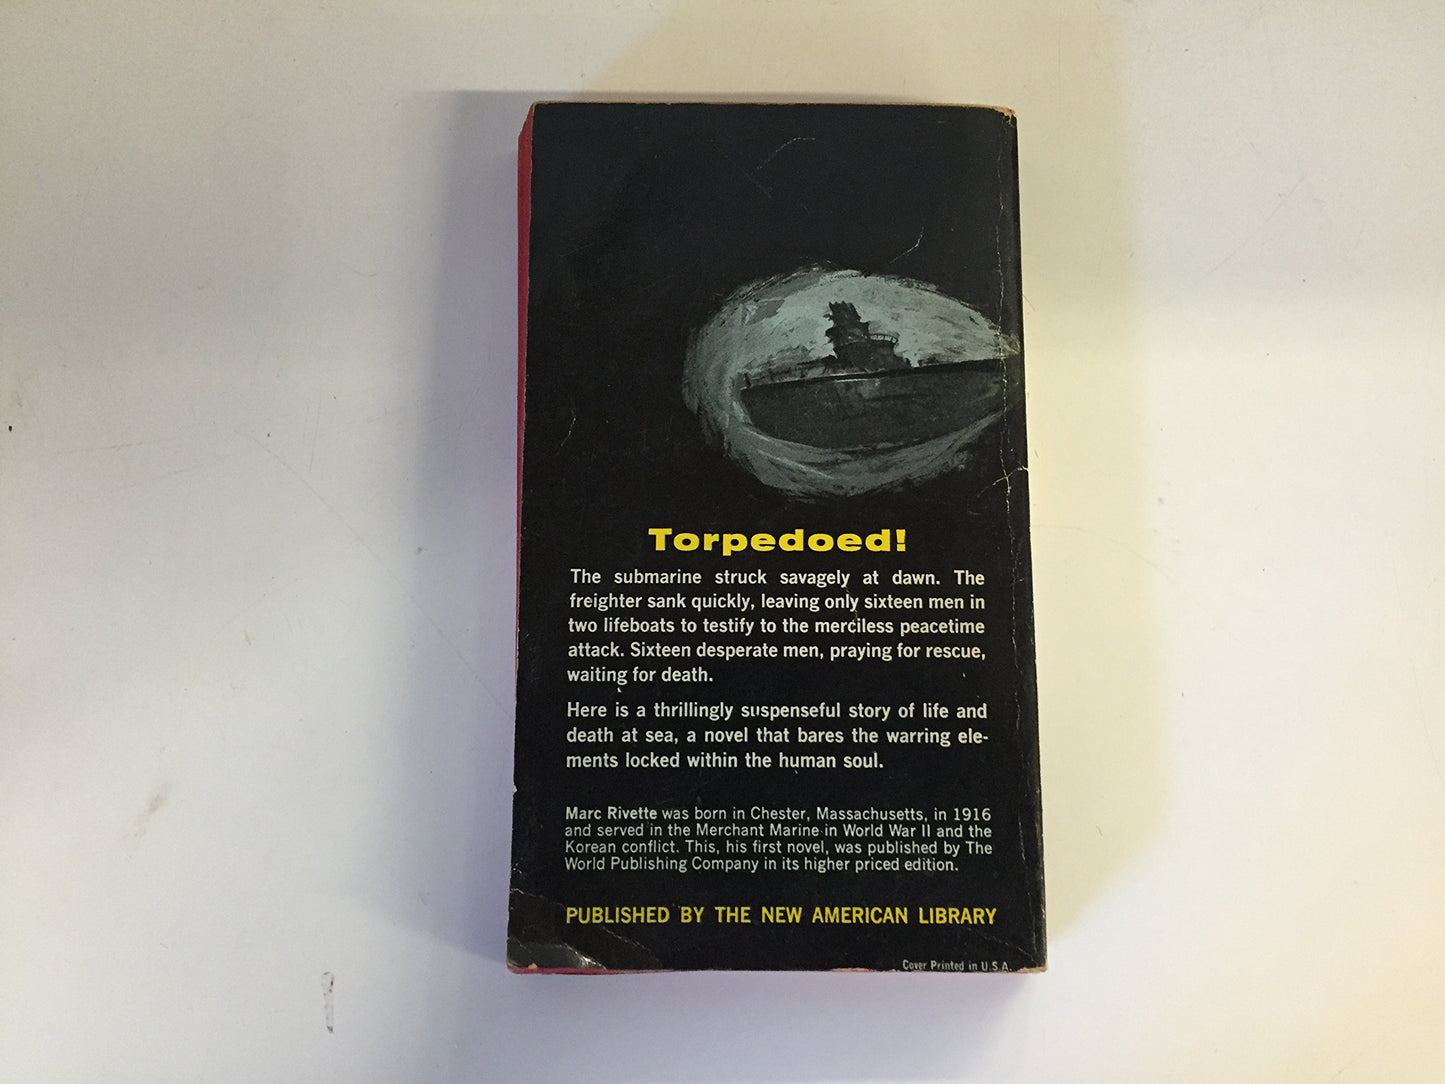 Torpedoed!
The submarine struck savagely at dawn. The
freighter sank quickly, leaving only sixteen men in
two lifeboats to testify to the merciless peacetime
attack. Sixteen desperate men, praying for rescue,
waiting for death.
Here is a thrillingly suspenseful story of life and
death at sea, a novel that bares the warring ele-
ments locked within the human soul.
Marc Rivette was born in Chester, Massachusetts, in 1916
and served in the Merchant Marine in World War II and the
Korean conflict. This, his first novel, was published by The
World Publishing Company in its higher priced edition.
PUBLISHED BY THE NEW AMERICAN LIBRARY
Cover Printed in U.S.A.